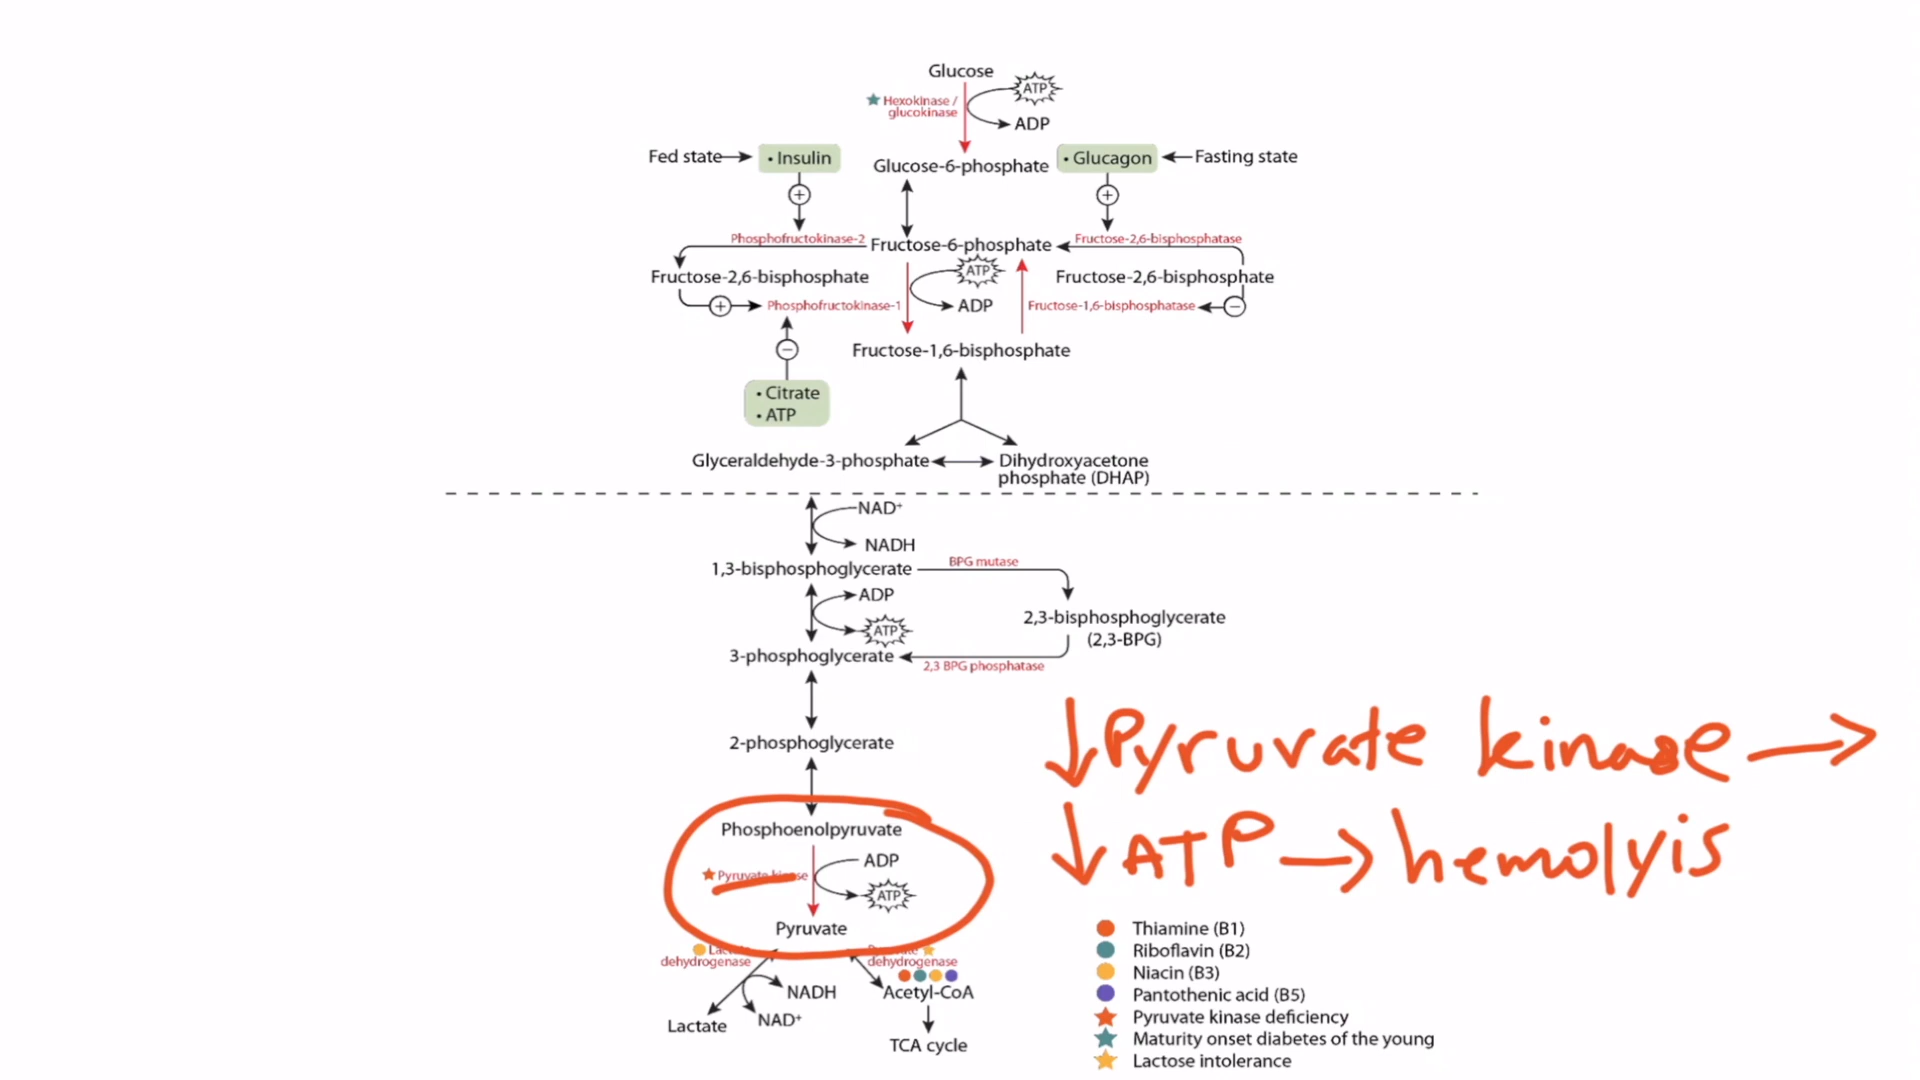 Glucose
ATP
★ Hexokinase /
glucokinase
ADP
Fed state
• Insulin
Glucose-6-phosphate
• Glucagon
Fasting state
+
+
Phosphofructokinase-2
Fructose-6-phosphate
Fructose-2,6-bisphosphatase
Fructose-2,6-bisphosphate
ATP
Fructose-2,6-bisphosphate
+
Phosphofructokinase-1
ADP
Fructose-1,6-bisphosphatase
−
−
Fructose-1,6-bisphosphate
• Citrate
• ATP
Glyceraldehyde-3-phosphate
Dihydroxyacetone
phosphate (DHAP)
NAD⁺
NADH
1,3-bisphosphoglycerate
BPG mutase
ADP
2,3-bisphosphoglycerate
(2,3-BPG)
ATP
3-phosphoglycerate
2,3 BPG phosphatase
2-phosphoglycerate
↓Pyruvate kinase →
↓ATP → hemolyis
Phosphoenolpyruvate
ADP
★ Pyruvate kinase
ATP
Pyruvate
Lactate
dehydrogenase
Pyruvate ★
dehydrogenase
NADH
Acetyl-CoA
Lactate
NAD⁺
TCA cycle
Thiamine (B1)
Riboflavin (B2)
Niacin (B3)
Pantothenic acid (B5)
Pyruvate kinase deficiency
Maturity onset diabetes of the young
Lactose intolerance